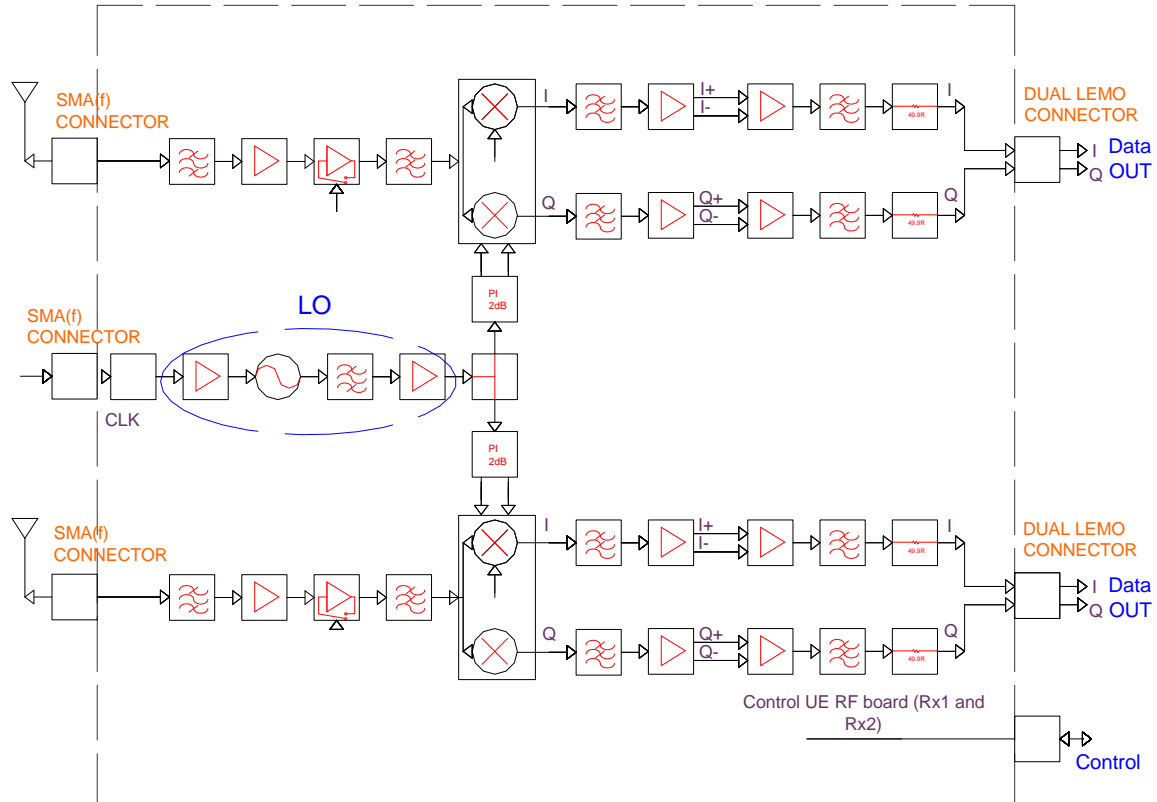 SMA(f)
CONNECTOR
I
I+
I-
I
49.9R
DUAL LEMO
CONNECTOR
I Data
Q OUT
Q
Q+
Q-
Q
49.9R
PI
2dB
LO
SMA(f)
CONNECTOR
CLK
PI
2dB
SMA(f)
CONNECTOR
I
I+
I-
I
49.9R
DUAL LEMO
CONNECTOR
I Data
Q OUT
Q
Q+
Q-
Q
49.9R
Control UE RF board (Rx1 and
Rx2)
Control